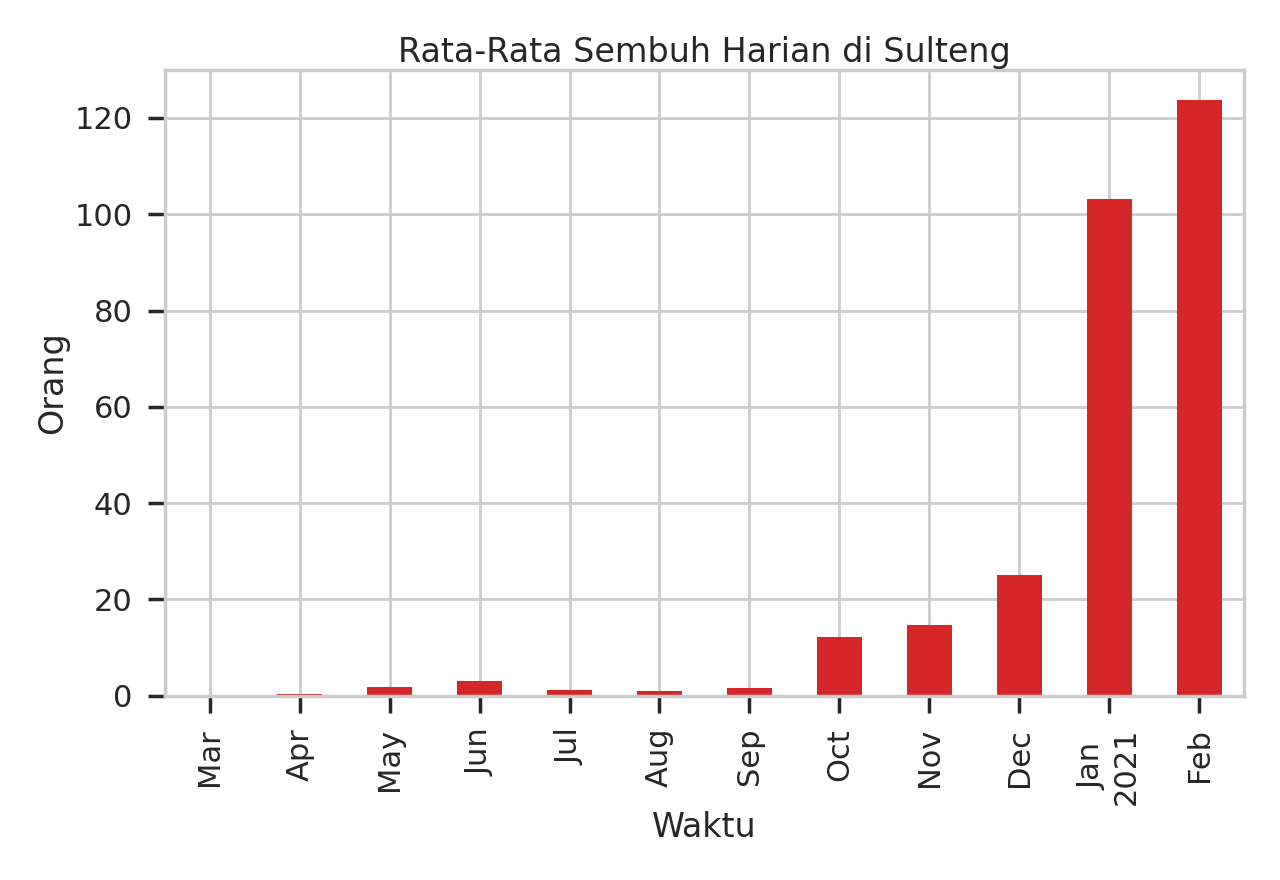 Rata-Rata Sembuh Harian di Sulteng
120
100
80
60
40
20
0
Orang
Mar
Apr
May
Jun
Jul
Aug
Sep
Oct
Nov
Dec
Jan
2021
Feb
Waktu